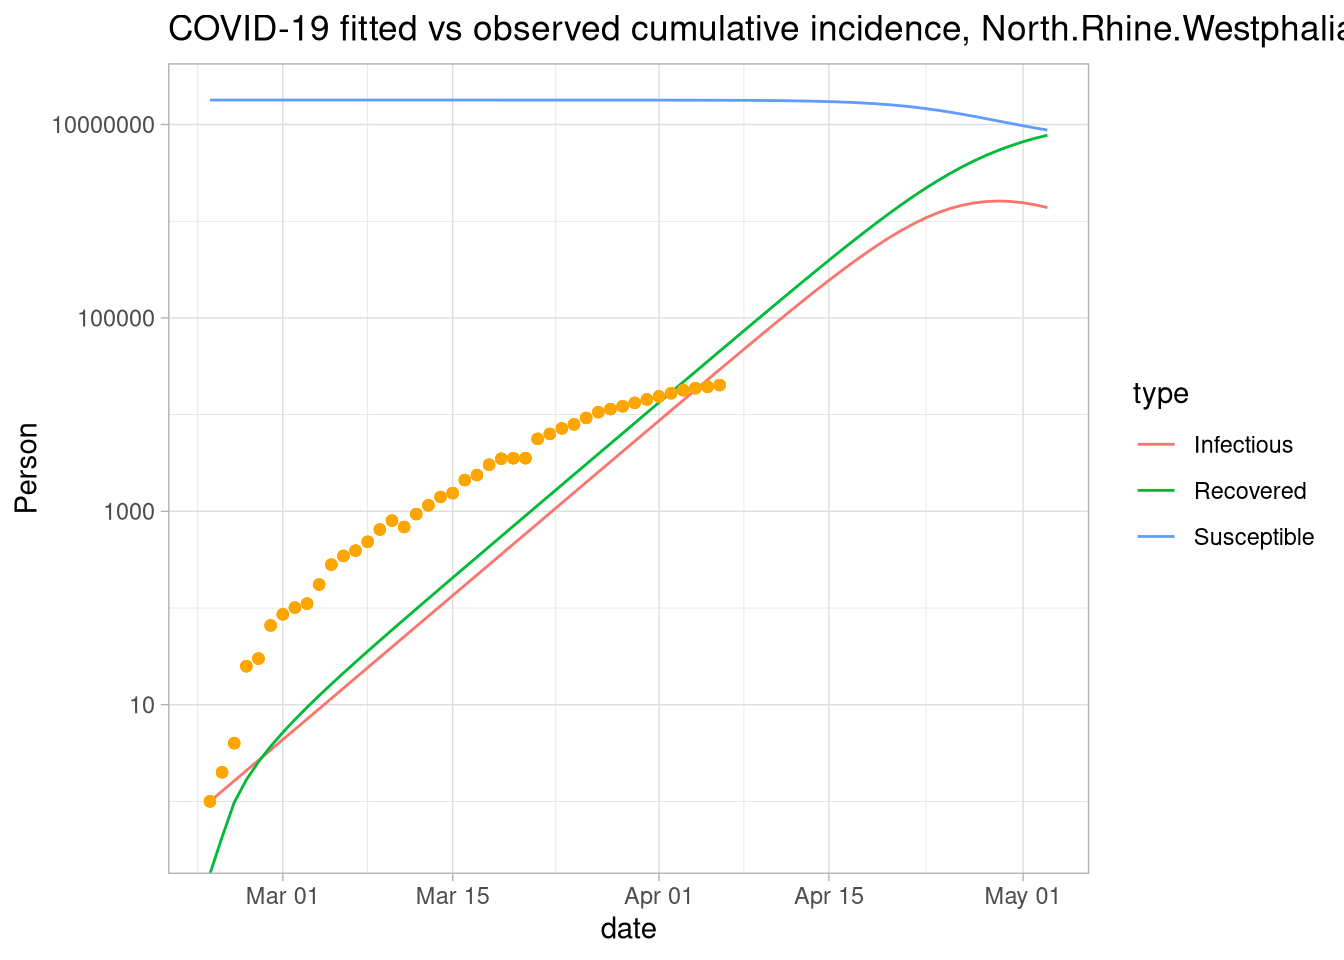 COVID-19 fitted vs observed cumulative incidence, North.Rhine.Westphalia
Person
10000000
100000
1000
10
Mar 01
Mar 15
Apr 01
Apr 15
May 01
date
type
Infectious
Recovered
Susceptible